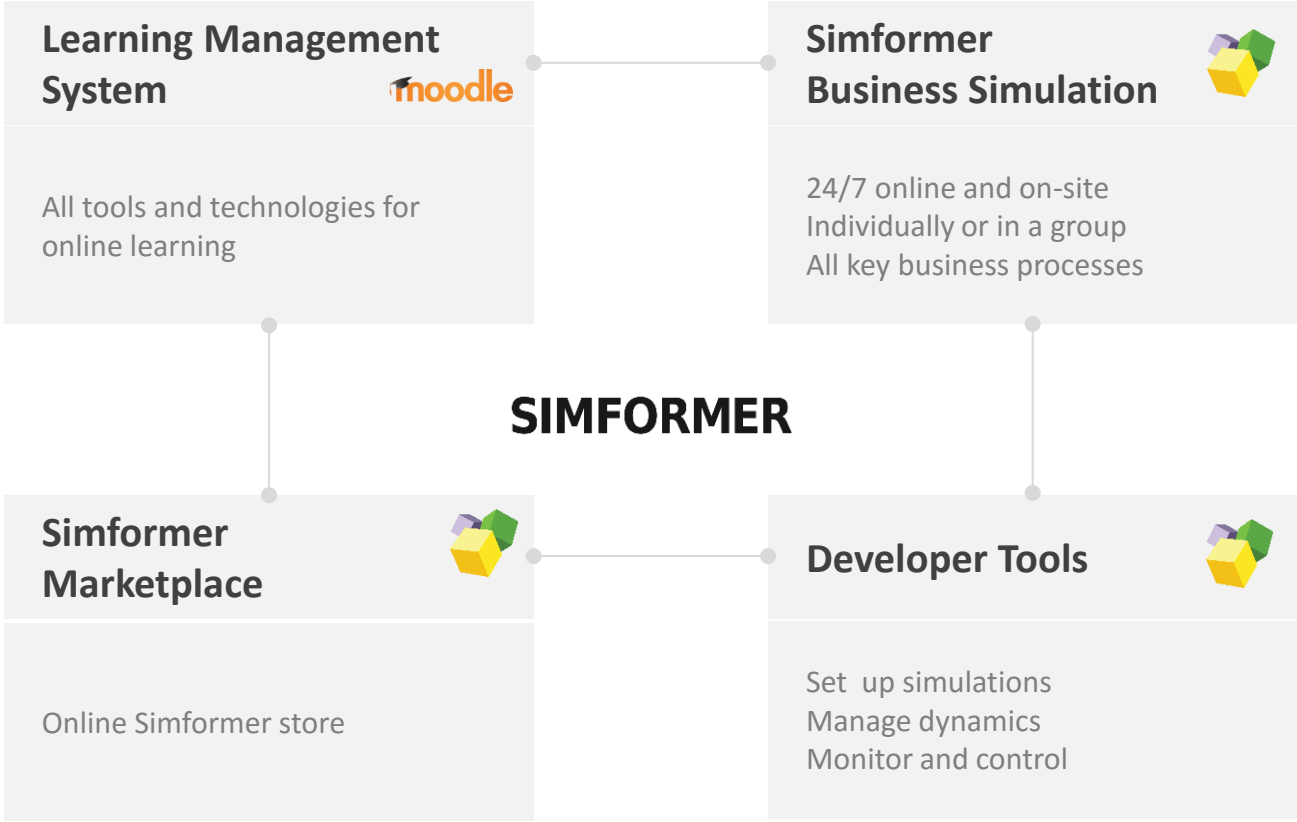 Learning Management
System
moodle
All tools and technologies for
online learning
Simformer
Business Simulation
24/7 online and on-site
Individually or in a group
All key business processes
SIMFORMER
Simformer
Marketplace
Online Simformer store
Developer Tools
Set  up simulations
Manage dynamics
Monitor and control